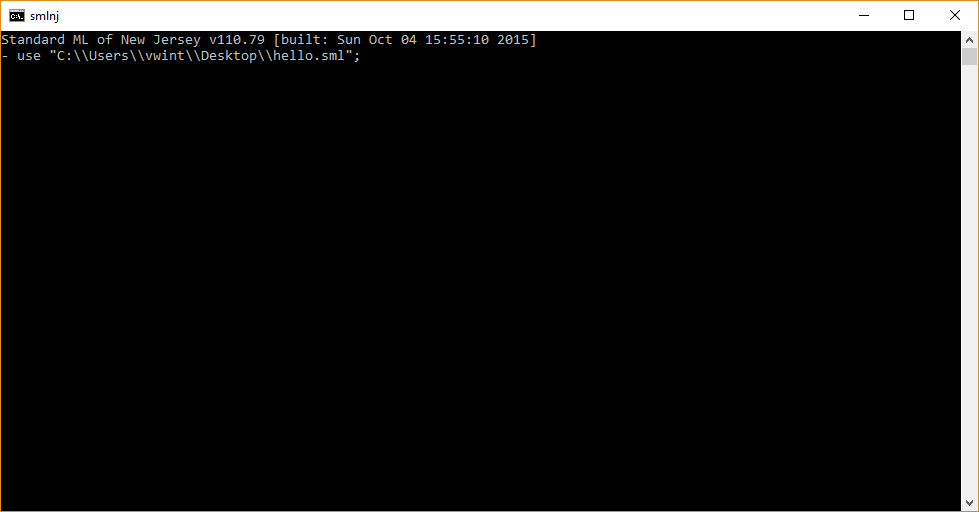 smlnj
Standard ML of New Jersey v110.79 [built: Sun Oct 04 15:55:10 2015]
- use "C:\\Users\\vwint\\Desktop\\hello.sml";